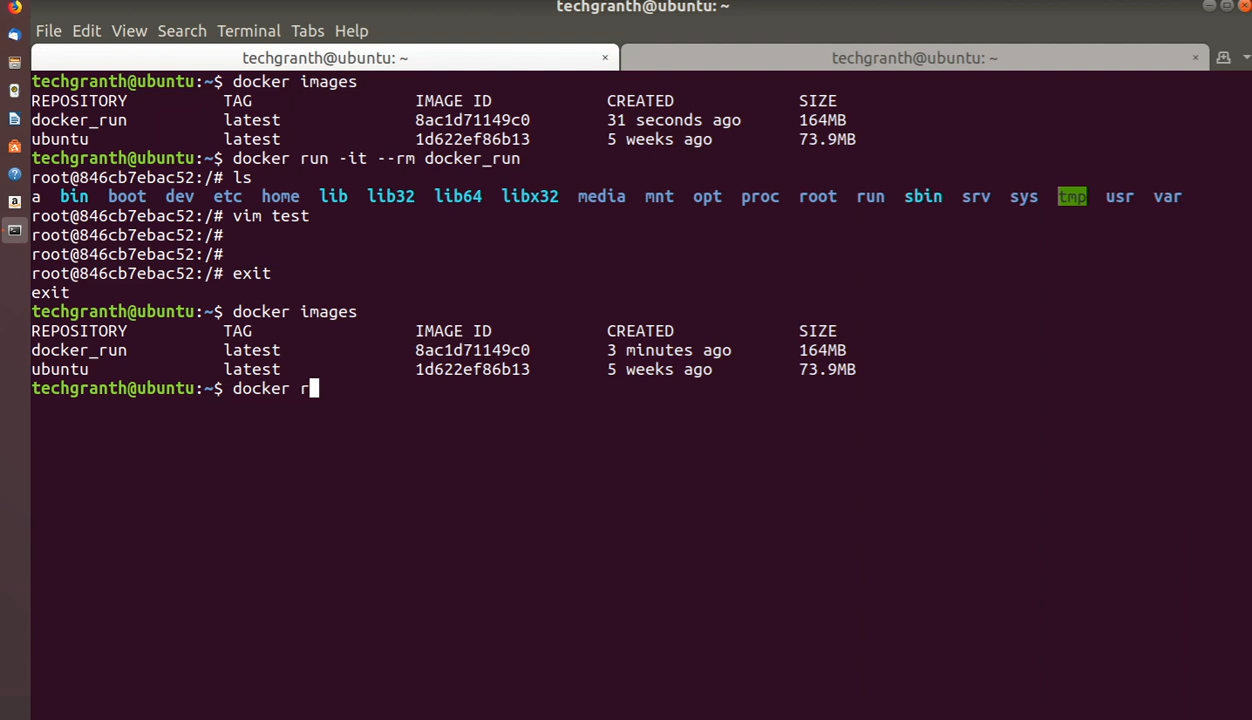 techgranth@ubuntu: ~
File Edit View Search Terminal Tabs Help
techgranth@ubuntu: ~ × techgranth@ubuntu: ~ ×
techgranth@ubuntu:~$ docker images
REPOSITORY TAG IMAGE ID CREATED SIZE
docker_run latest 8ac1d71149c0 31 seconds ago 164MB
ubuntu latest 1d622ef86b13 5 weeks ago 73.9MB
techgranth@ubuntu:~$ docker run -it --rm docker_run
root@846cb7ebac52:/# ls
a bin boot dev etc home lib lib32 lib64 libx32 media mnt opt proc root run sbin srv sys tmp usr var
root@846cb7ebac52:/# vim test
root@846cb7ebac52:/#
root@846cb7ebac52:/#
root@846cb7ebac52:/# exit
exit
techgranth@ubuntu:~$ docker images
REPOSITORY TAG IMAGE ID CREATED SIZE
docker_run latest 8ac1d71149c0 3 minutes ago 164MB
ubuntu latest 1d622ef86b13 5 weeks ago 73.9MB
techgranth@ubuntu:~$ docker r